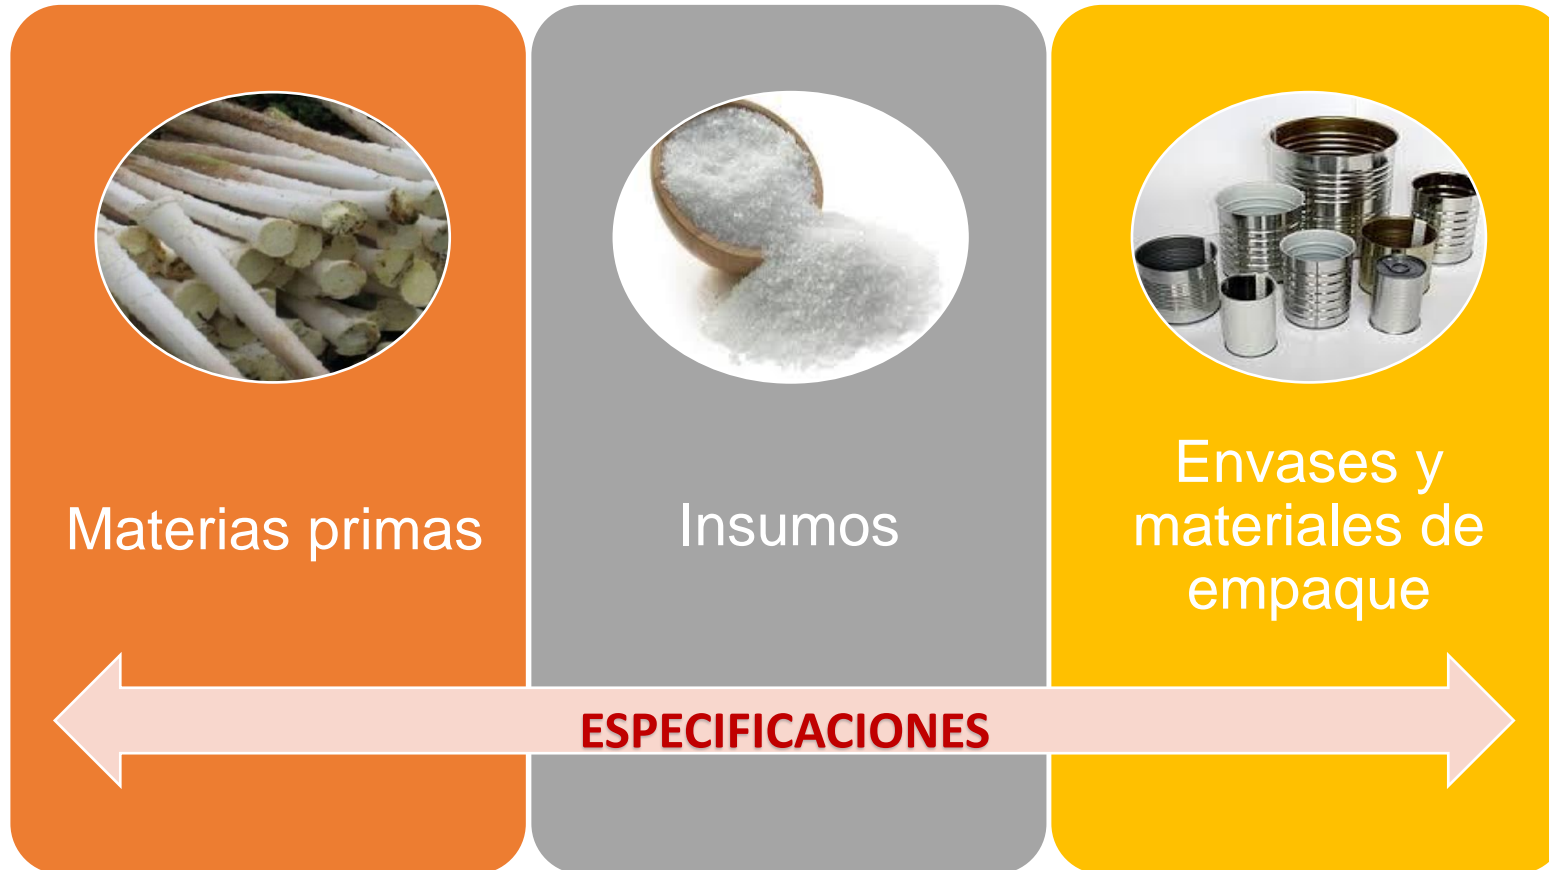 Materias primas
Insumos
Envases y
materiales de
empaque
ESPECIFICACIONES